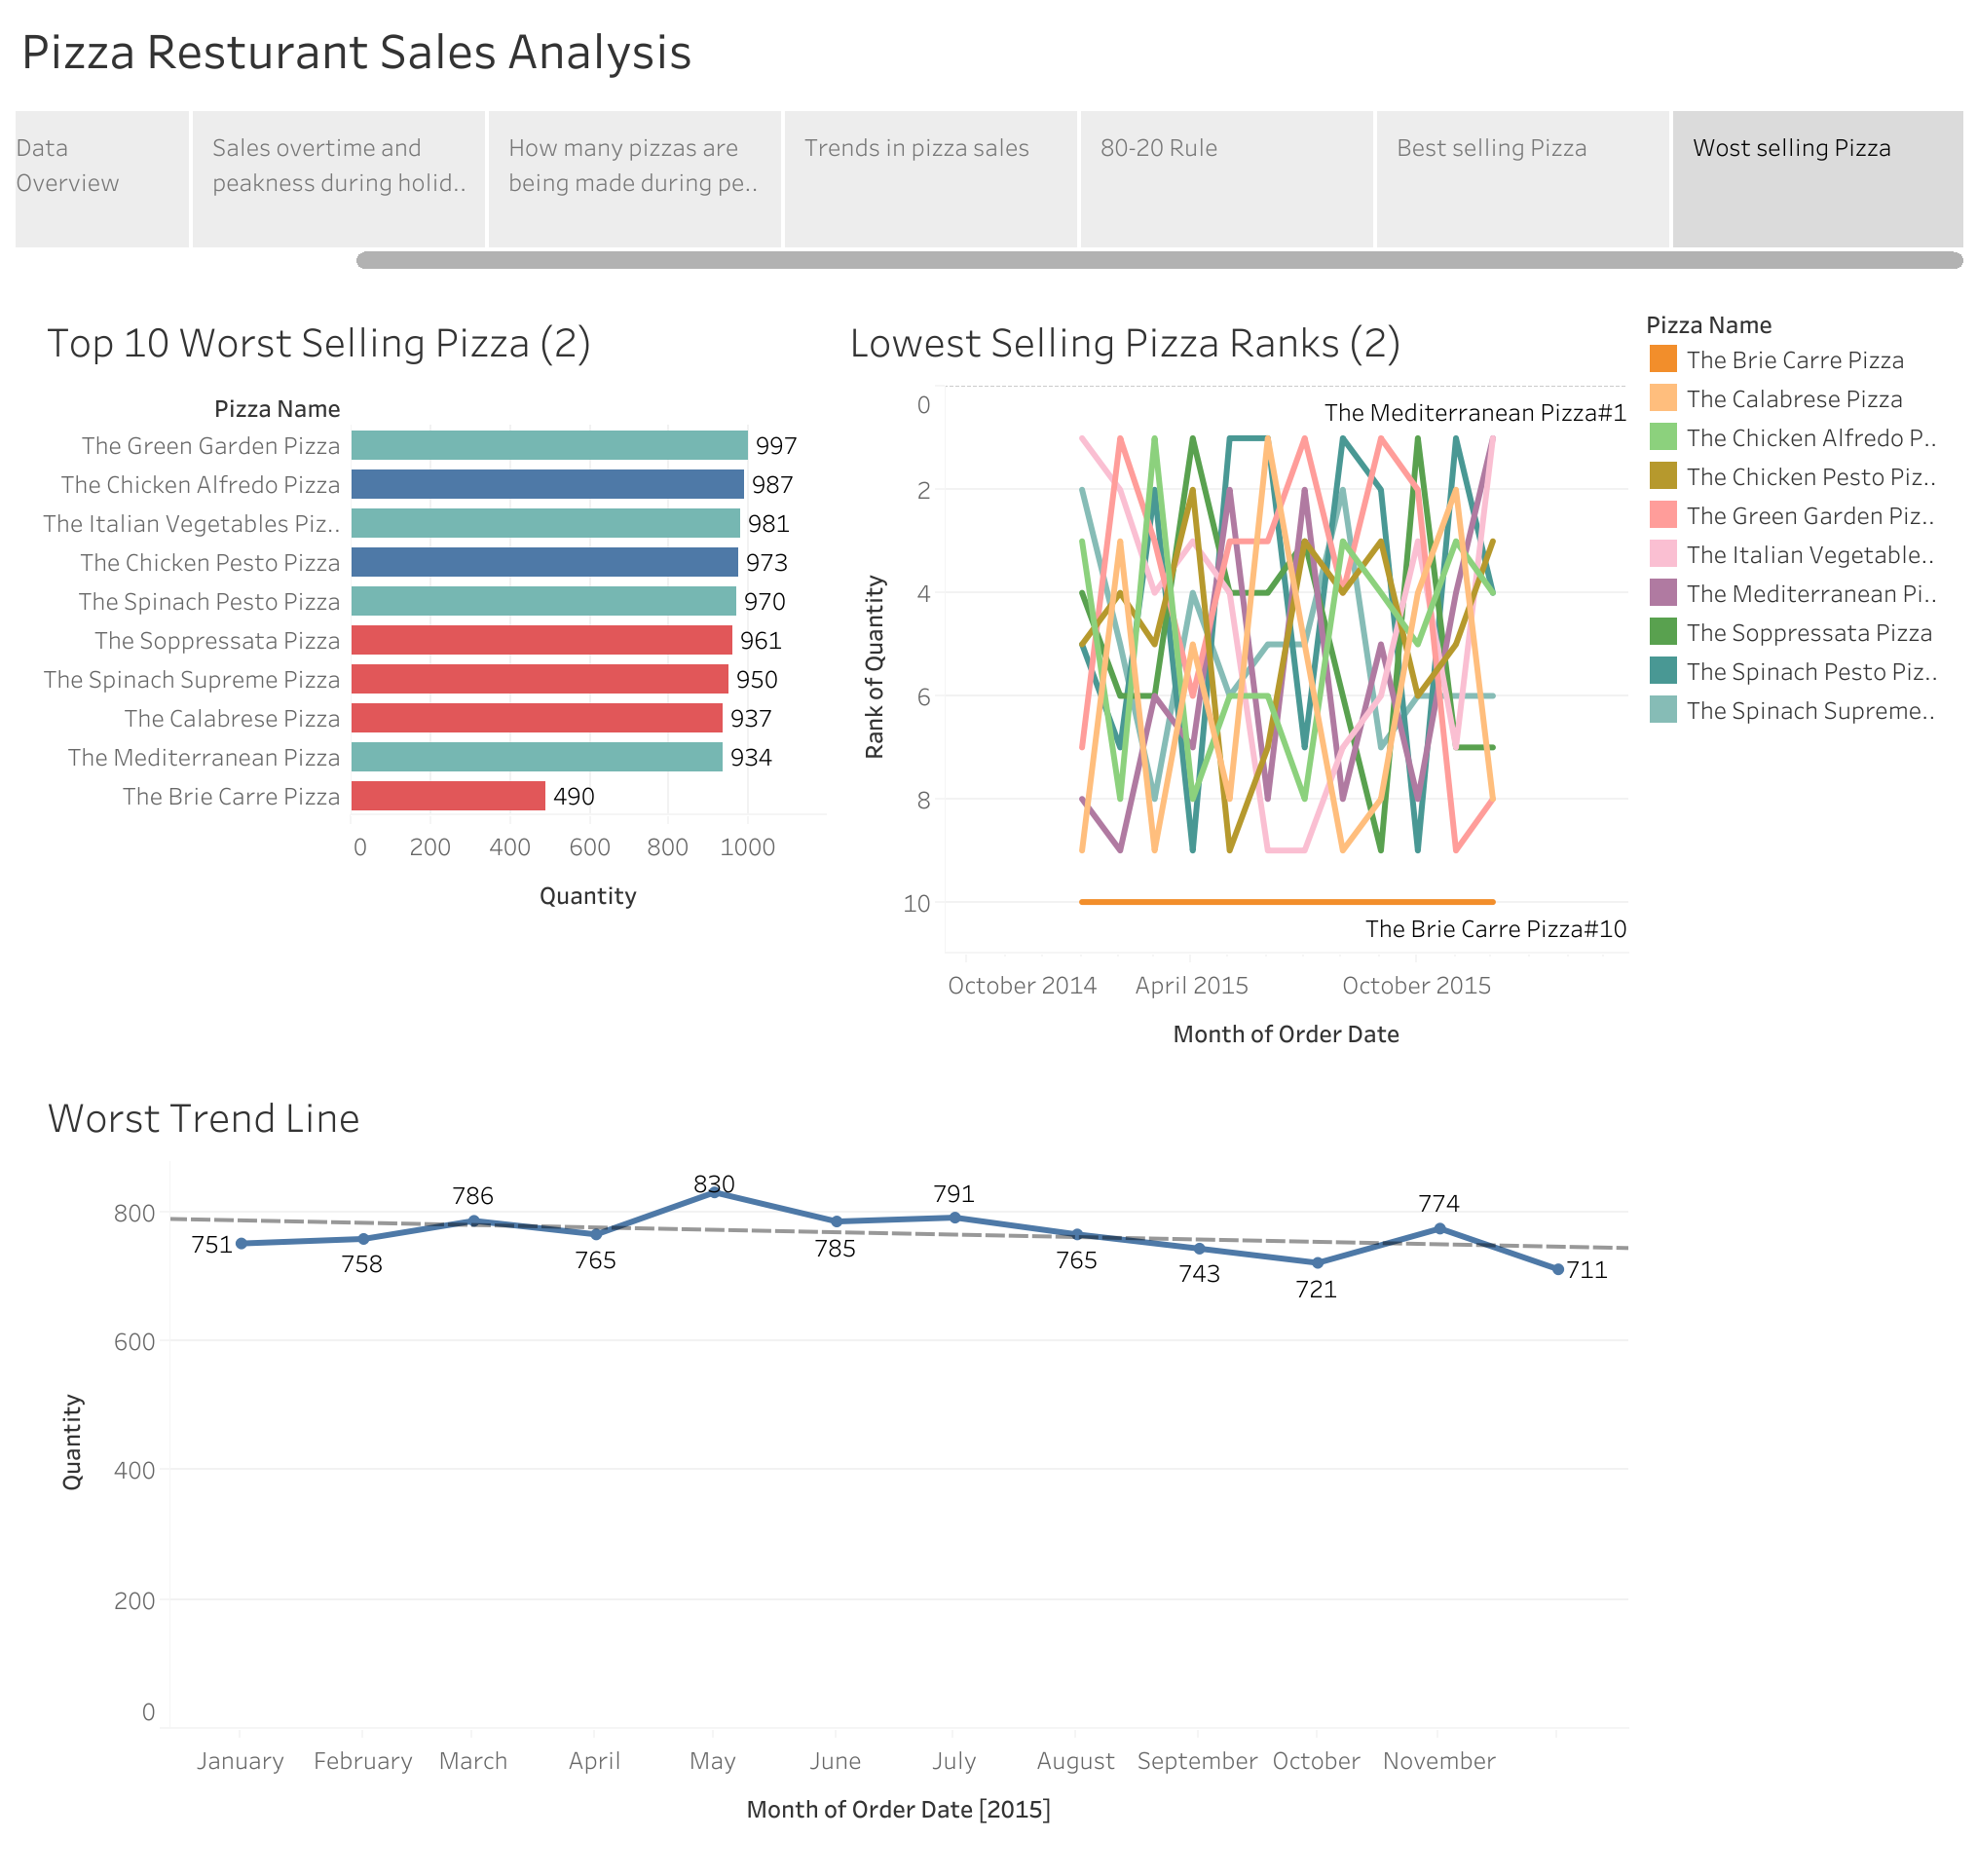 Pizza Resturant Sales Analysis
Data
Overview
Sales overtime and
peakness during holid..
How many pizzas are
being made during pe..
Trends in pizza sales
80-20 Rule
Best selling Pizza
Wost selling Pizza
Top 10 Worst Selling Pizza (2)
Pizza Name
The Green Garden Pizza 997
The Chicken Alfredo Pizza 987
The Italian Vegetables Piz.. 981
The Chicken Pesto Pizza 973
The Spinach Pesto Pizza 970
The Soppressata Pizza 961
The Spinach Supreme Pizza 950
The Calabrese Pizza 937
The Mediterranean Pizza 934
The Brie Carre Pizza 490
0 200 400 600 800 1000
Quantity
Lowest Selling Pizza Ranks (2)
Rank of Quantity
0
2
4
6
8
10
The Mediterranean Pizza#1
The Brie Carre Pizza#10
October 2014 April 2015 October 2015
Month of Order Date
Pizza Name
The Brie Carre Pizza
The Calabrese Pizza
The Chicken Alfredo P..
The Chicken Pesto Piz..
The Green Garden Piz..
The Italian Vegetable..
The Mediterranean Pi..
The Soppressata Pizza
The Spinach Pesto Piz..
The Spinach Supreme..
Worst Trend Line
Quantity
800
600
400
200
0
751 758 786 765 830 785 791 765 743 721 774 711
January February March April May June July August September October November
Month of Order Date [2015]